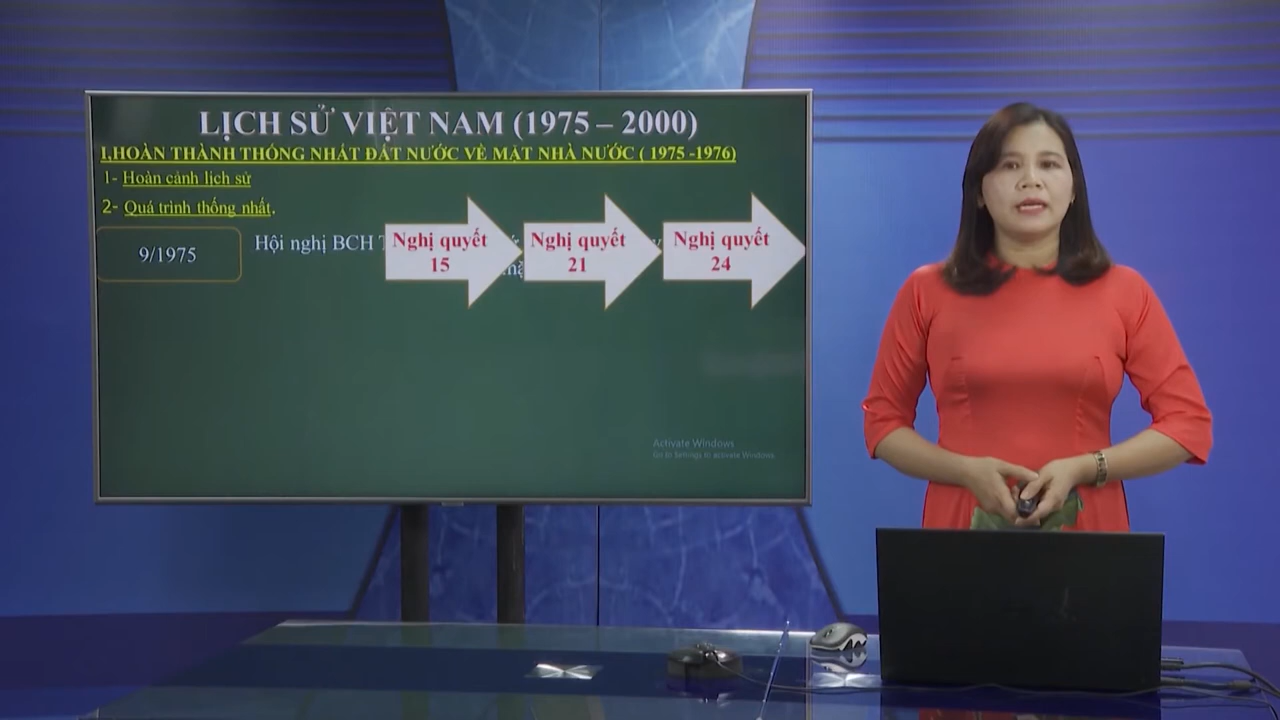 LỊCH SỬ VIỆT NAM (1975 – 2000)
I,HOÀN THÀNH THỐNG NHẤT ĐẤT NƯỚC VỀ MẶT NHÀ NƯỚC ( 1975 -1976)
1- Hoàn cảnh lịch sử
2- Quá trình thống nhất.
9/1975
Hội nghị BCH
Nghị quyết
15
Nghị quyết
21
Nghị quyết
24
Activate Windows
Go to Settings to activate Windows.